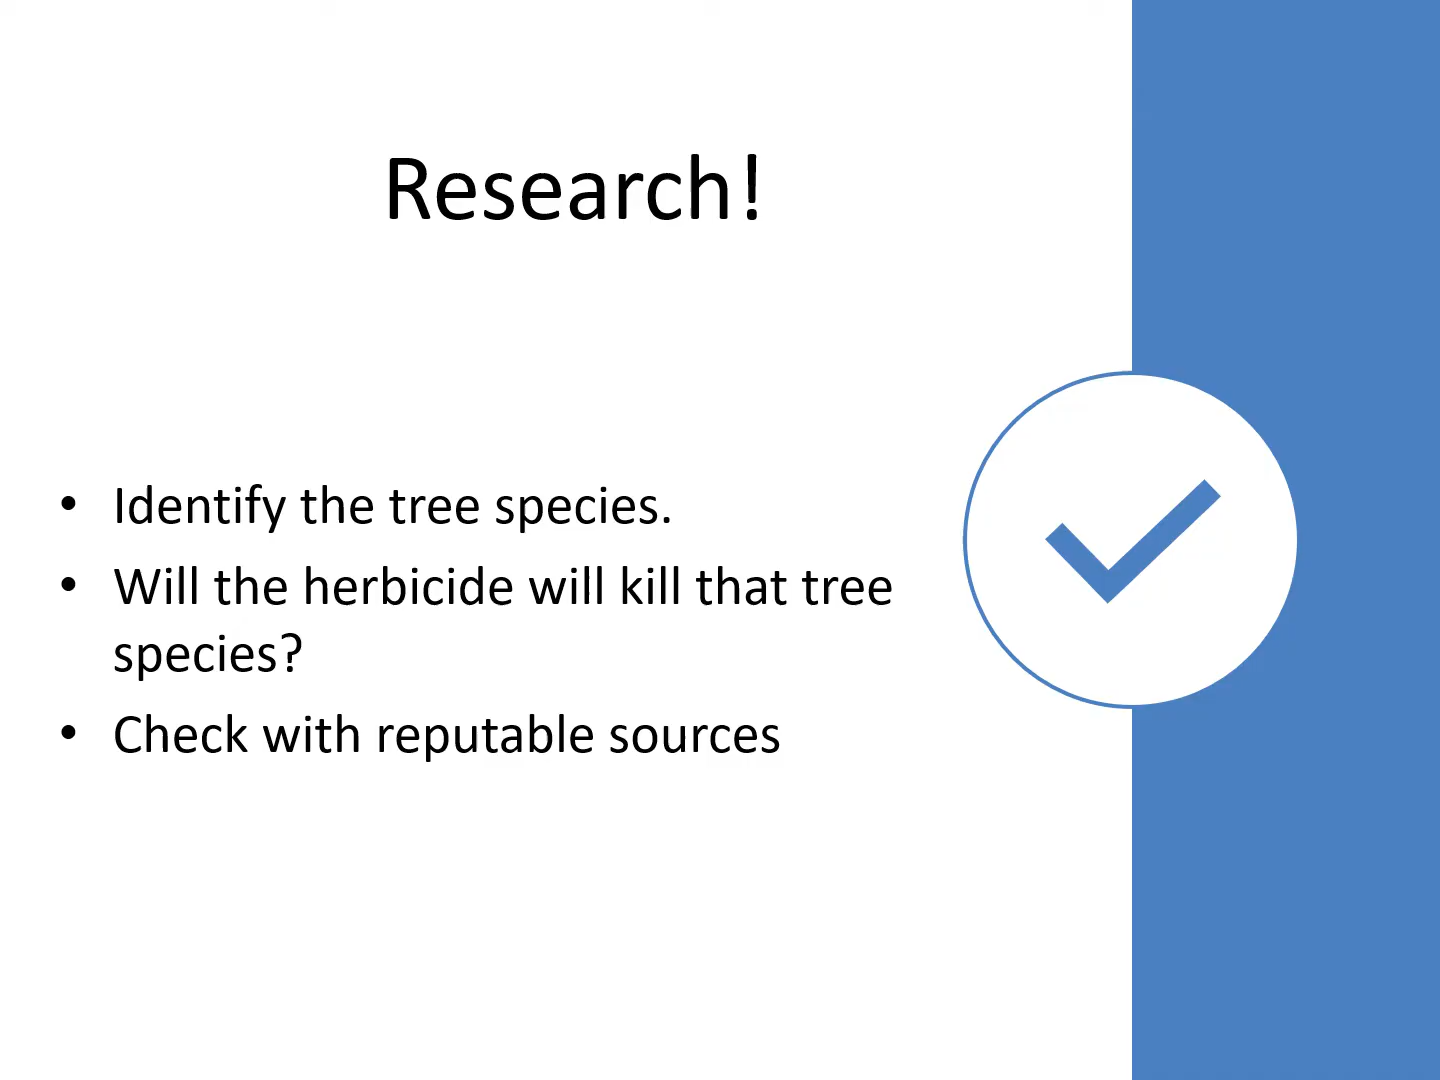 Research!
• Identify the tree species.
• Will the herbicide will kill that tree
species?
• Check with reputable sources